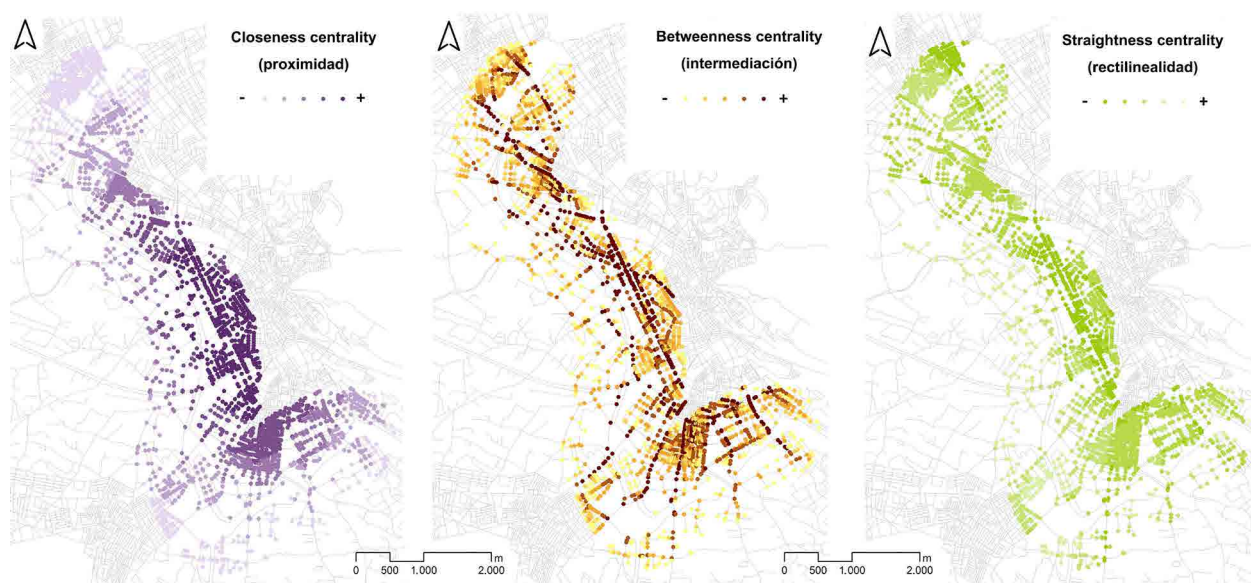 Closeness centrality
(proximidad)
- +
Betweenness centrality
(intermediación)
- +
Straightness centrality
(rectilinealidad)
- +
0 500 1.000 2.000 m
0 500 1.000 2.000 m